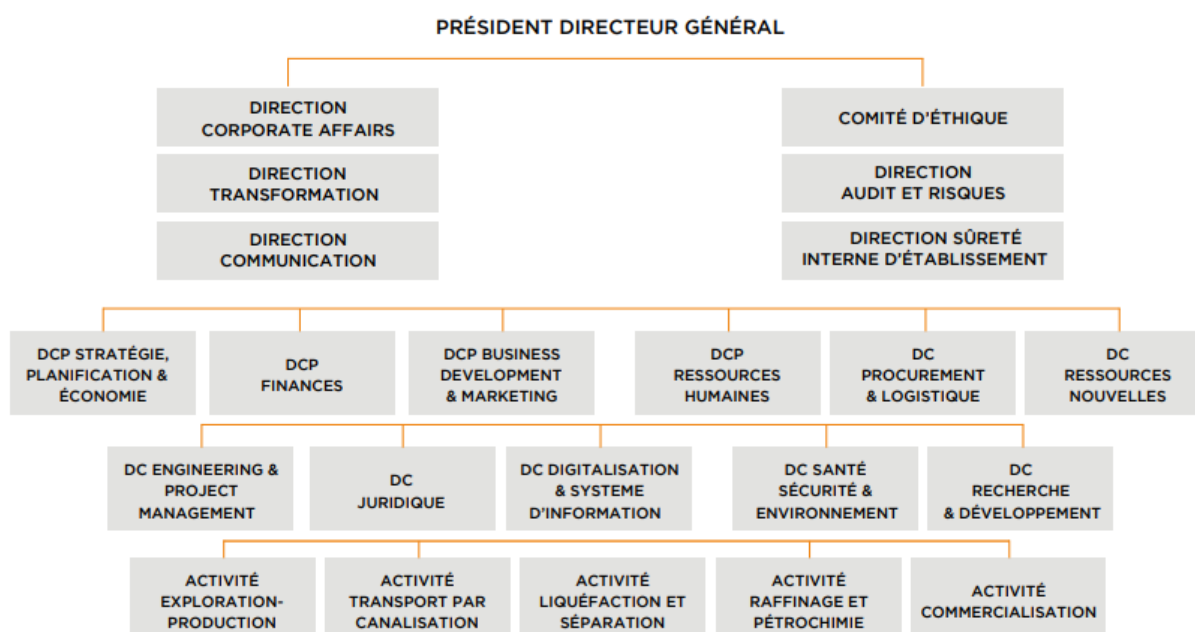 PRÉSIDENT DIRECTEUR GÉNÉRAL
DIRECTION
CORPORATE AFFAIRS
DIRECTION
TRANSFORMATION
DIRECTION
COMMUNICATION
COMITÉ D'ÉTHIQUE
DIRECTION
AUDIT ET RISQUES
DIRECTION SÛRETÉ
INTERNE D'ÉTABLISSEMENT
DCP STRATÉGIE,
PLANIFICATION &
ÉCONOMIE
DCP
FINANCES
DCP BUSINESS
DEVELOPMENT
& MARKETING
DCP
RESSOURCES
HUMAINES
DC
PROCUREMENT
& LOGISTIQUE
DC
RESSOURCES
NOUVELLES
DC ENGINEERING &
PROJECT
MANAGEMENT
DC
JURIDIQUE
DC DIGITALISATION
& SYSTEME
D'INFORMATION
DC SANTÉ
SÉCURITÉ &
ENVIRONNEMENT
DC
RECHERCHE
& DÉVELOPPEMENT
ACTIVITÉ
EXPLORATION-
PRODUCTION
ACTIVITÉ
TRANSPORT PAR
CANALISATION
ACTIVITÉ
LIQUÉFACTION ET
SÉPARATION
ACTIVITÉ
RAFFINAGE ET
PÉTROCHIMIE
ACTIVITÉ
COMMERCIALISATION